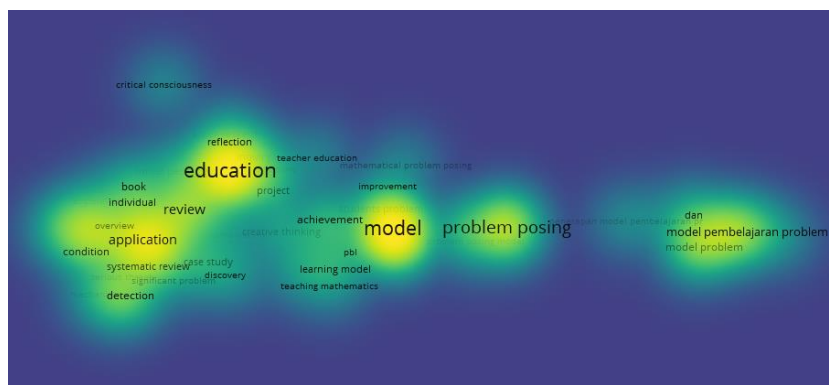 critical consciousness
reflection
teacher education
mathematical problem posing
education
project
book
improvement
individual
review
achievement
overview
model
problem posing
dan
application
creative thinking
model pembelajaran problem
condition
pbl
model problem
systematic review
case study
learning model
discovery
significant problem
teaching mathematics
detection